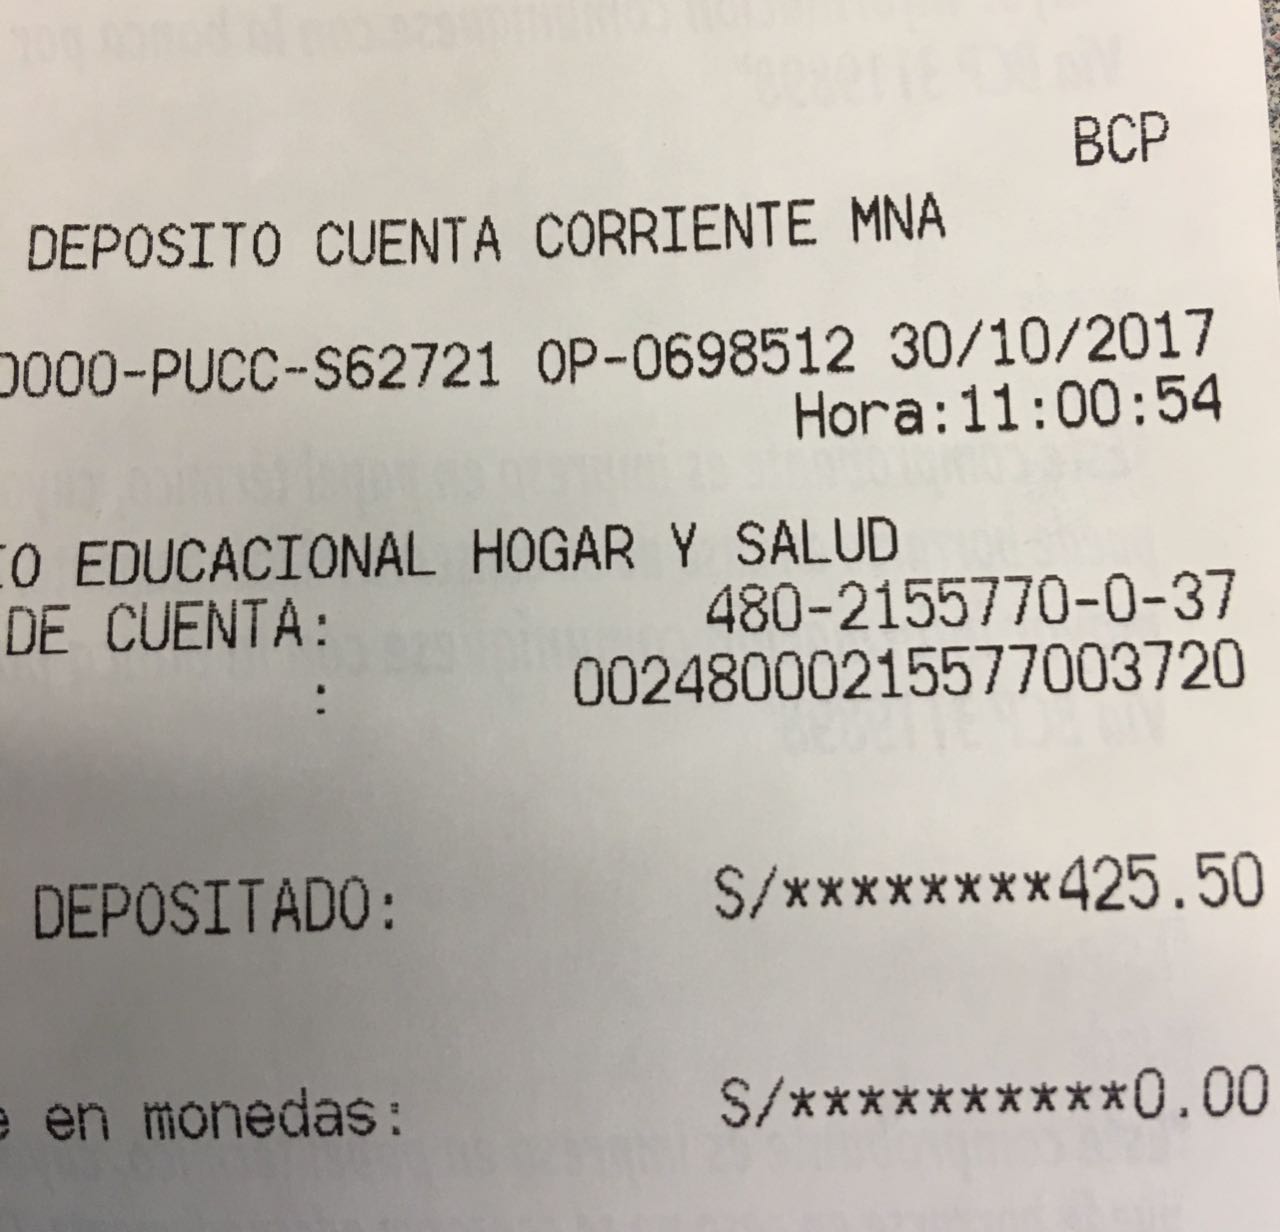 BCP
DEPOSITO CUENTA CORRIENTE MNA
0000-PUCC-S62721 OP-0698512 30/10/2017
Hora:11:00:54
IO EDUCACIONAL HOGAR Y SALUD
DE CUENTA: 480-2155770-0-37
: 00248000215577003720
DEPOSITADO: S/********425.50
e en monedas: S/**********0.00